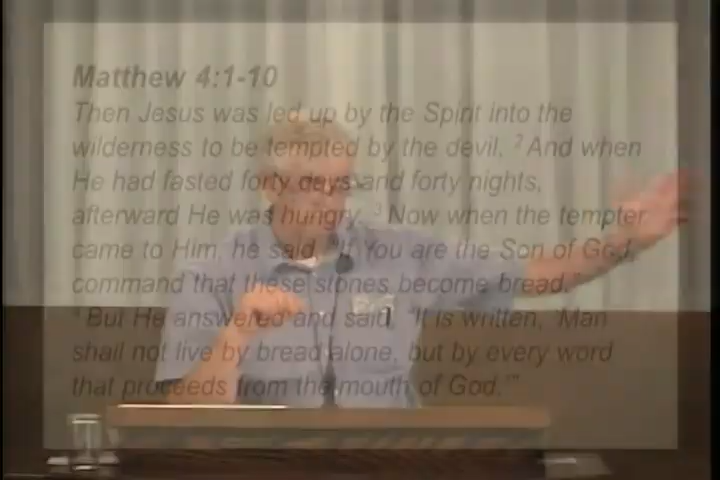 Matthew 4:1-10
Then Jesus was led up by the Spirit into the
wilderness to be tempted by the devil. ² And when
He had fasted forty days and forty nights,
afterward He was hungry. ³ Now when the tempter
came to Him, he said, "If You are the Son of God,
command that these stones become bread."
⁴ But He answered and said, "It is written, 'Man
shall not live by bread alone, but by every word
that proceeds from the mouth of God.'"